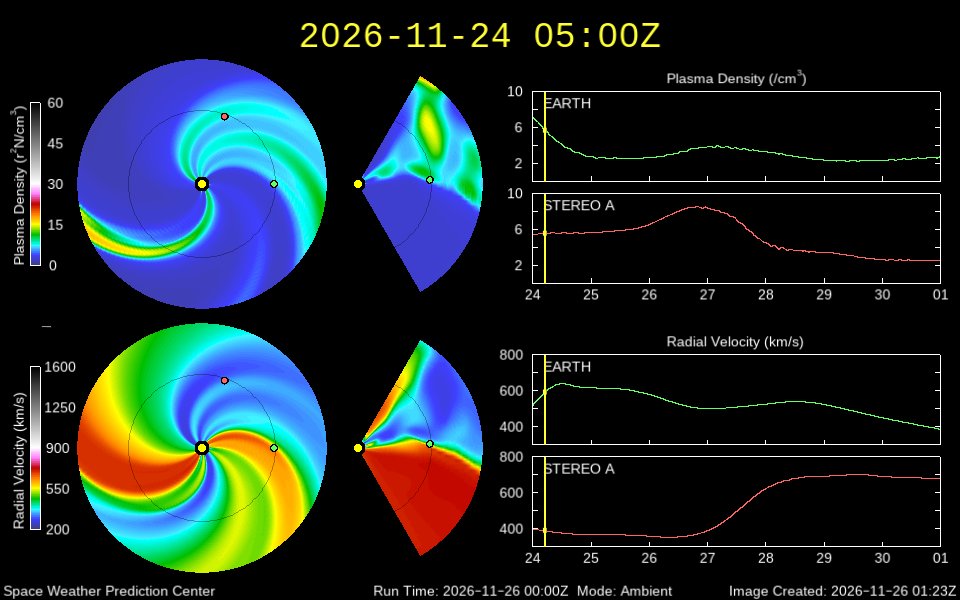 2026-11-24 05:00Z
Plasma Density (r²N/cm³)
60
45
30
15
0
Plasma Density (/cm³)
10
6
2
EARTH
10
6
2
STEREO A
24 25 26 27 28 29 30 01
Radial Velocity (km/s)
1600
1250
900
550
200
Radial Velocity (km/s)
800
600
400
EARTH
800
600
400
STEREO A
24 25 26 27 28 29 30 01
Space Weather Prediction Center
Run Time: 2026-11-26 00:00Z Mode: Ambient
Image Created: 2026-11-26 01:23Z